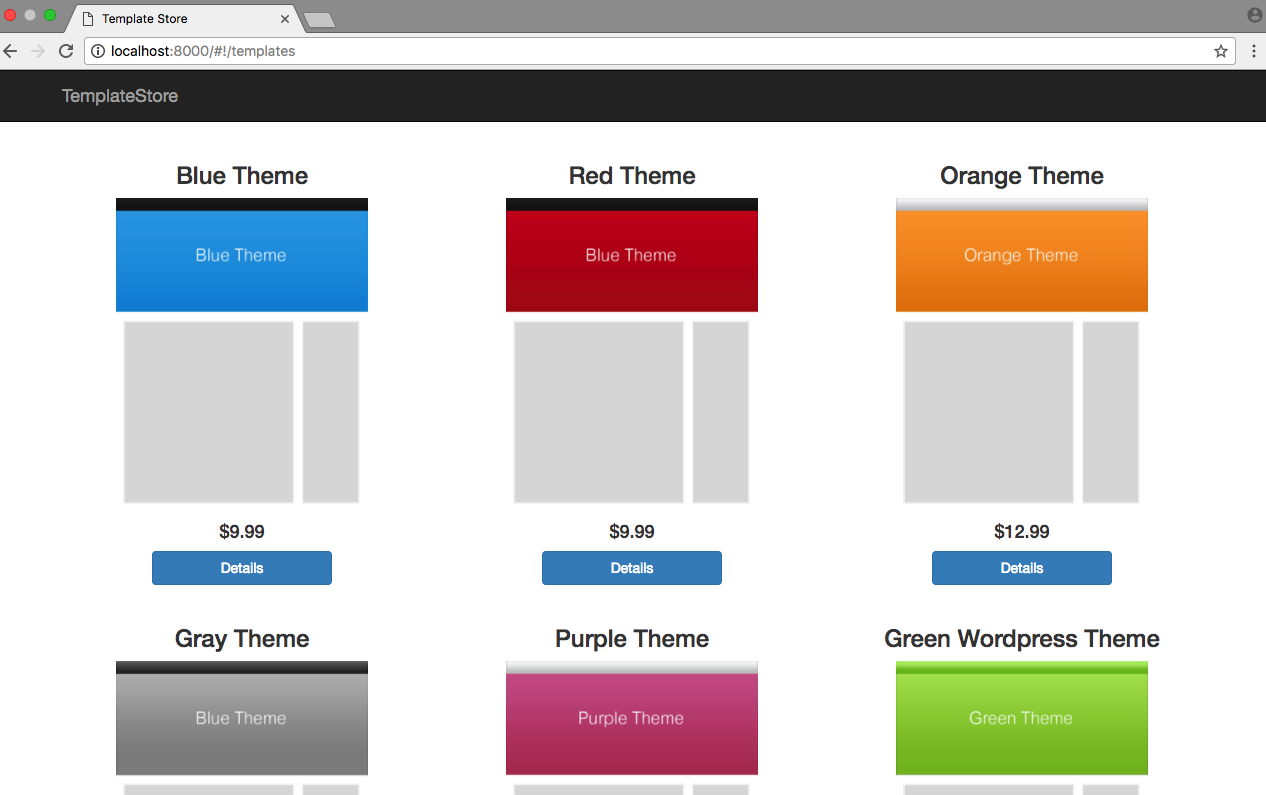 Template Store
localhost:8000/#!/templates
TemplateStore
Blue Theme
Red Theme
Orange Theme
Blue Theme
Blue Theme
Orange Theme
$9.99
$9.99
$12.99
Details
Details
Details
Gray Theme
Purple Theme
Green Wordpress Theme
Blue Theme
Purple Theme
Green Theme